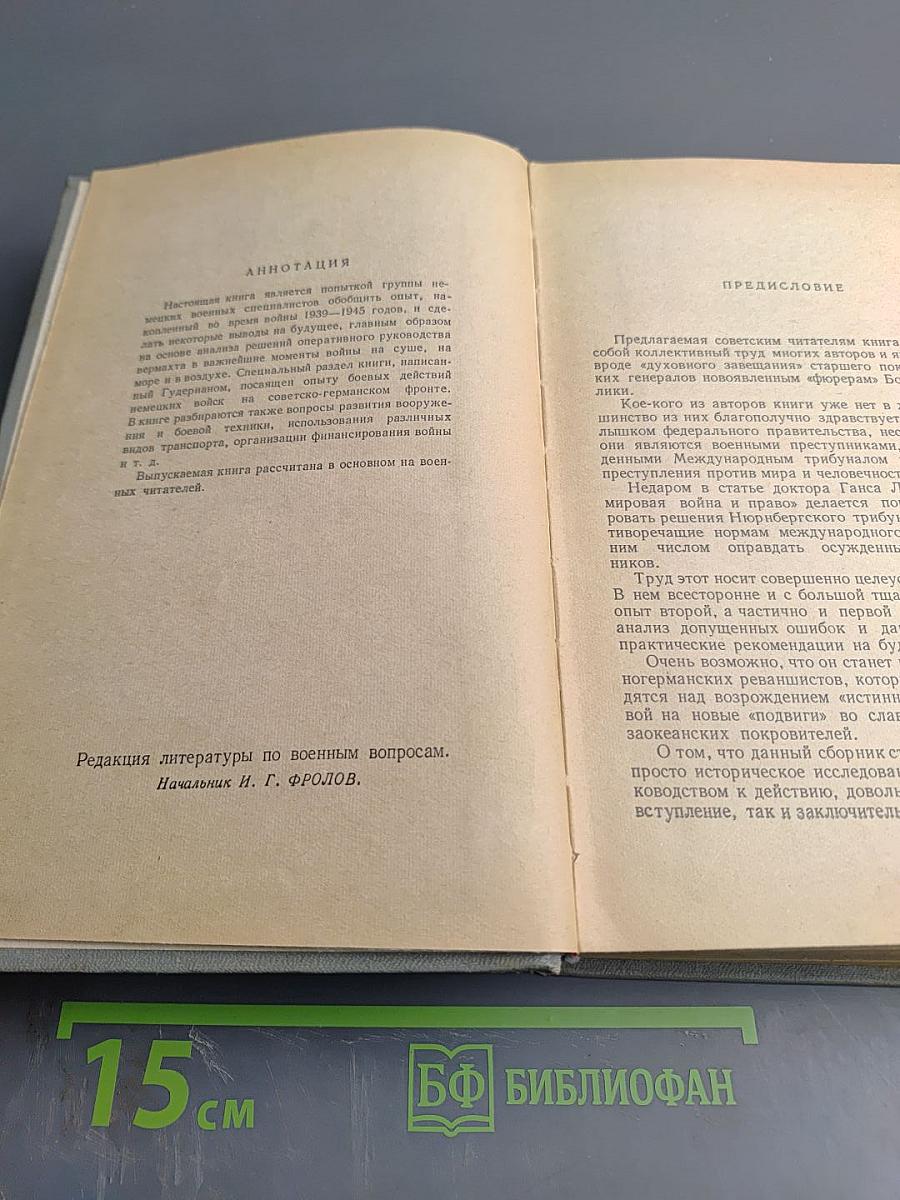 АННОТАЦИЯ
Настоящая книга является попыткой группы не-
мецких военных специалистов обобщить опыт, на-
копленный во время войны 1939—1945 годов, и сде-
лать некоторые выводы на будущее, главным образом
на основе анализа решений оперативного руководства
вермахта в важнейшие моменты войны на суше, на
море и в воздухе. Специальный раздел книги, написан-
ный Гудерианом, посвящен опыту боевых действий
немецких войск на советско-германском фронте.
В книге разбираются также вопросы развития вооруже-
ния и боевой техники, использования различных
видов транспорта, организации финансирования войны
и т. д.
Выпускаемая книга рассчитана в основном на воен-
ных читателей.
Редакция литературы по военным вопросам.
Начальник И. Г. ФРОЛОВ.
ПРЕДИСЛОВИЕ
Предлагаемая советским читателям книга
собой коллективный труд многих авторов и яв
вроде «духовного завещания» старшего пок
ких генералов новоявленным «фюрерам» Бо
лики.
Кое-кого из авторов книги уже нет в ж
шинство из них благополучно здравствует
лышком федерального правительства, нес
они являются военными преступниками,
денными Международным трибуналом
преступления против мира и человечност
Недаром в статье доктора Ганса Л
мировая война и право» делается поп
ровать решения Нюрнбергского трибун
тиворечащие нормам международного
ним числом оправдать осужденны
ников.
Труд этот носит совершенно целеус
В нем всесторонне и с большой тща
опыт второй, а частично и первой
анализ допущенных ошибок и да
практические рекомендации на буд
Очень возможно, что он станет
ногерманских реваншистов, котор
дятся над возрождением «истинн
вой на новые «подвиги» во слав
заокеанских покровителей.
О том, что данный сборник ст
просто историческое исследован
ководством к действию, доволь
вступление, так и заключитель
15 см
БФ БИБЛИОФАН